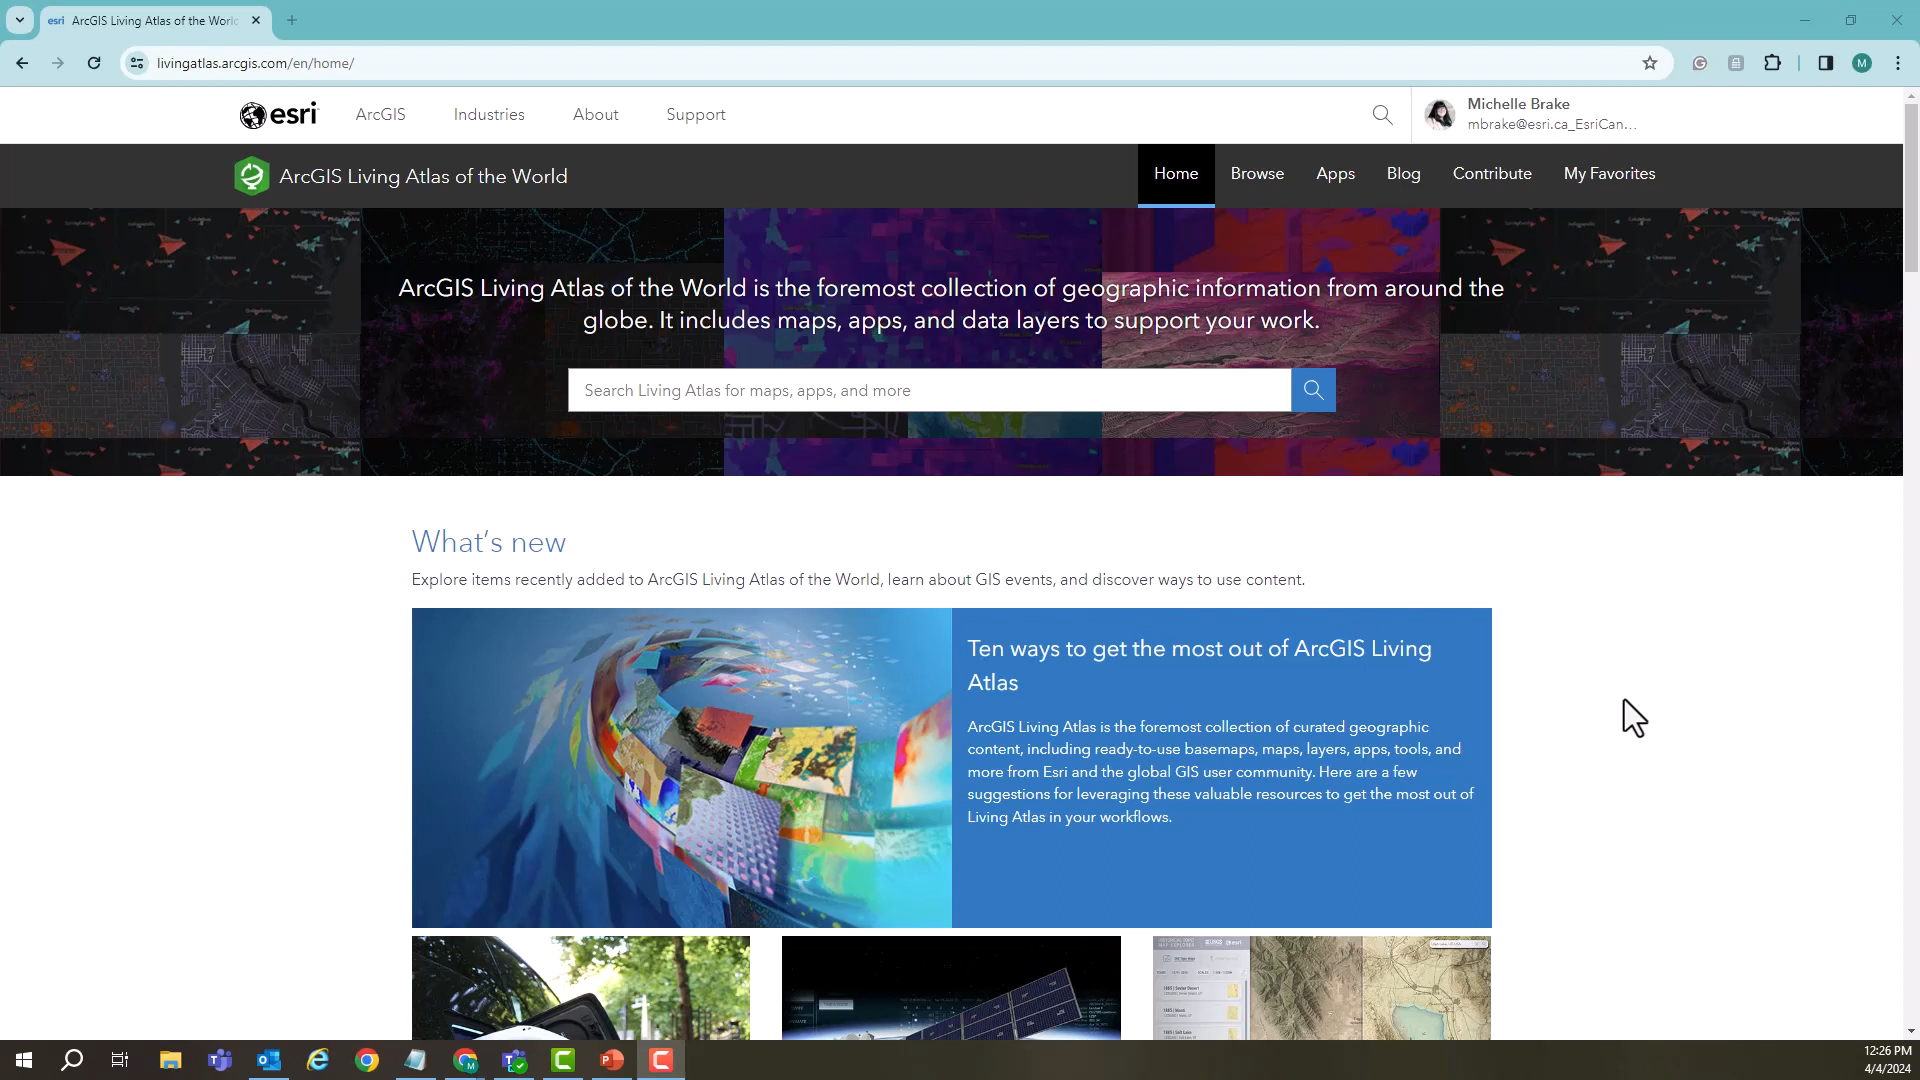 esri ArcGIS Living Atlas of the Worl
livingatlas.arcgis.com/en/home/
M
esri ArcGIS Industries About Support
Michelle Brake
mbrake@esri.ca_EsriCan...
ArcGIS Living Atlas of the World
Home Browse Apps Blog Contribute My Favorites
ArcGIS Living Atlas of the World is the foremost collection of geographic information from around the
globe. It includes maps, apps, and data layers to support your work.
Search Living Atlas for maps, apps, and more
What's new
Explore items recently added to ArcGIS Living Atlas of the World, learn about GIS events, and discover ways to use content.
Ten ways to get the most out of ArcGIS Living
Atlas
ArcGIS Living Atlas is the foremost collection of curated geographic
content, including ready-to-use basemaps, maps, layers, apps, tools, and
more from Esri and the global GIS user community. Here are a few
suggestions for leveraging these valuable resources to get the most out of
Living Atlas in your workflows.
12:26 PM
4/4/2024